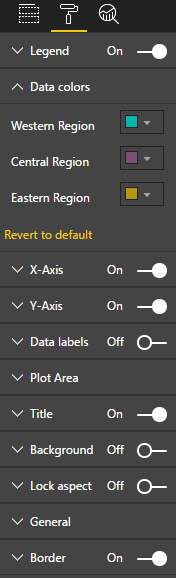 Legend On
Data colors
Western Region
Central Region
Eastern Region
Revert to default
X-Axis On
Y-Axis On
Data labels Off
Plot Area
Title On
Background Off
Lock aspect Off
General
Border On